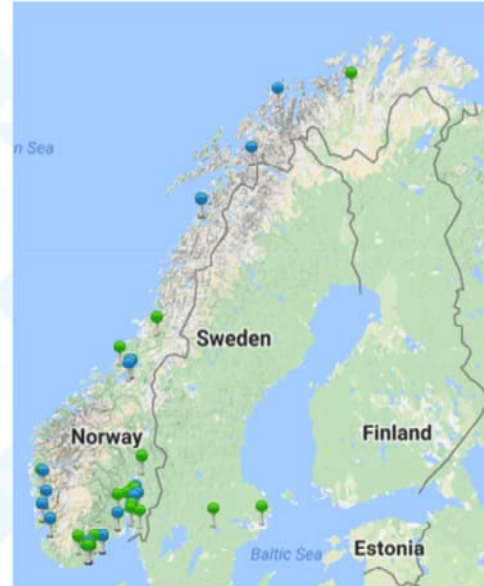 n Sea
Sweden
Norway
Finland
Baltic Sea
Estonia